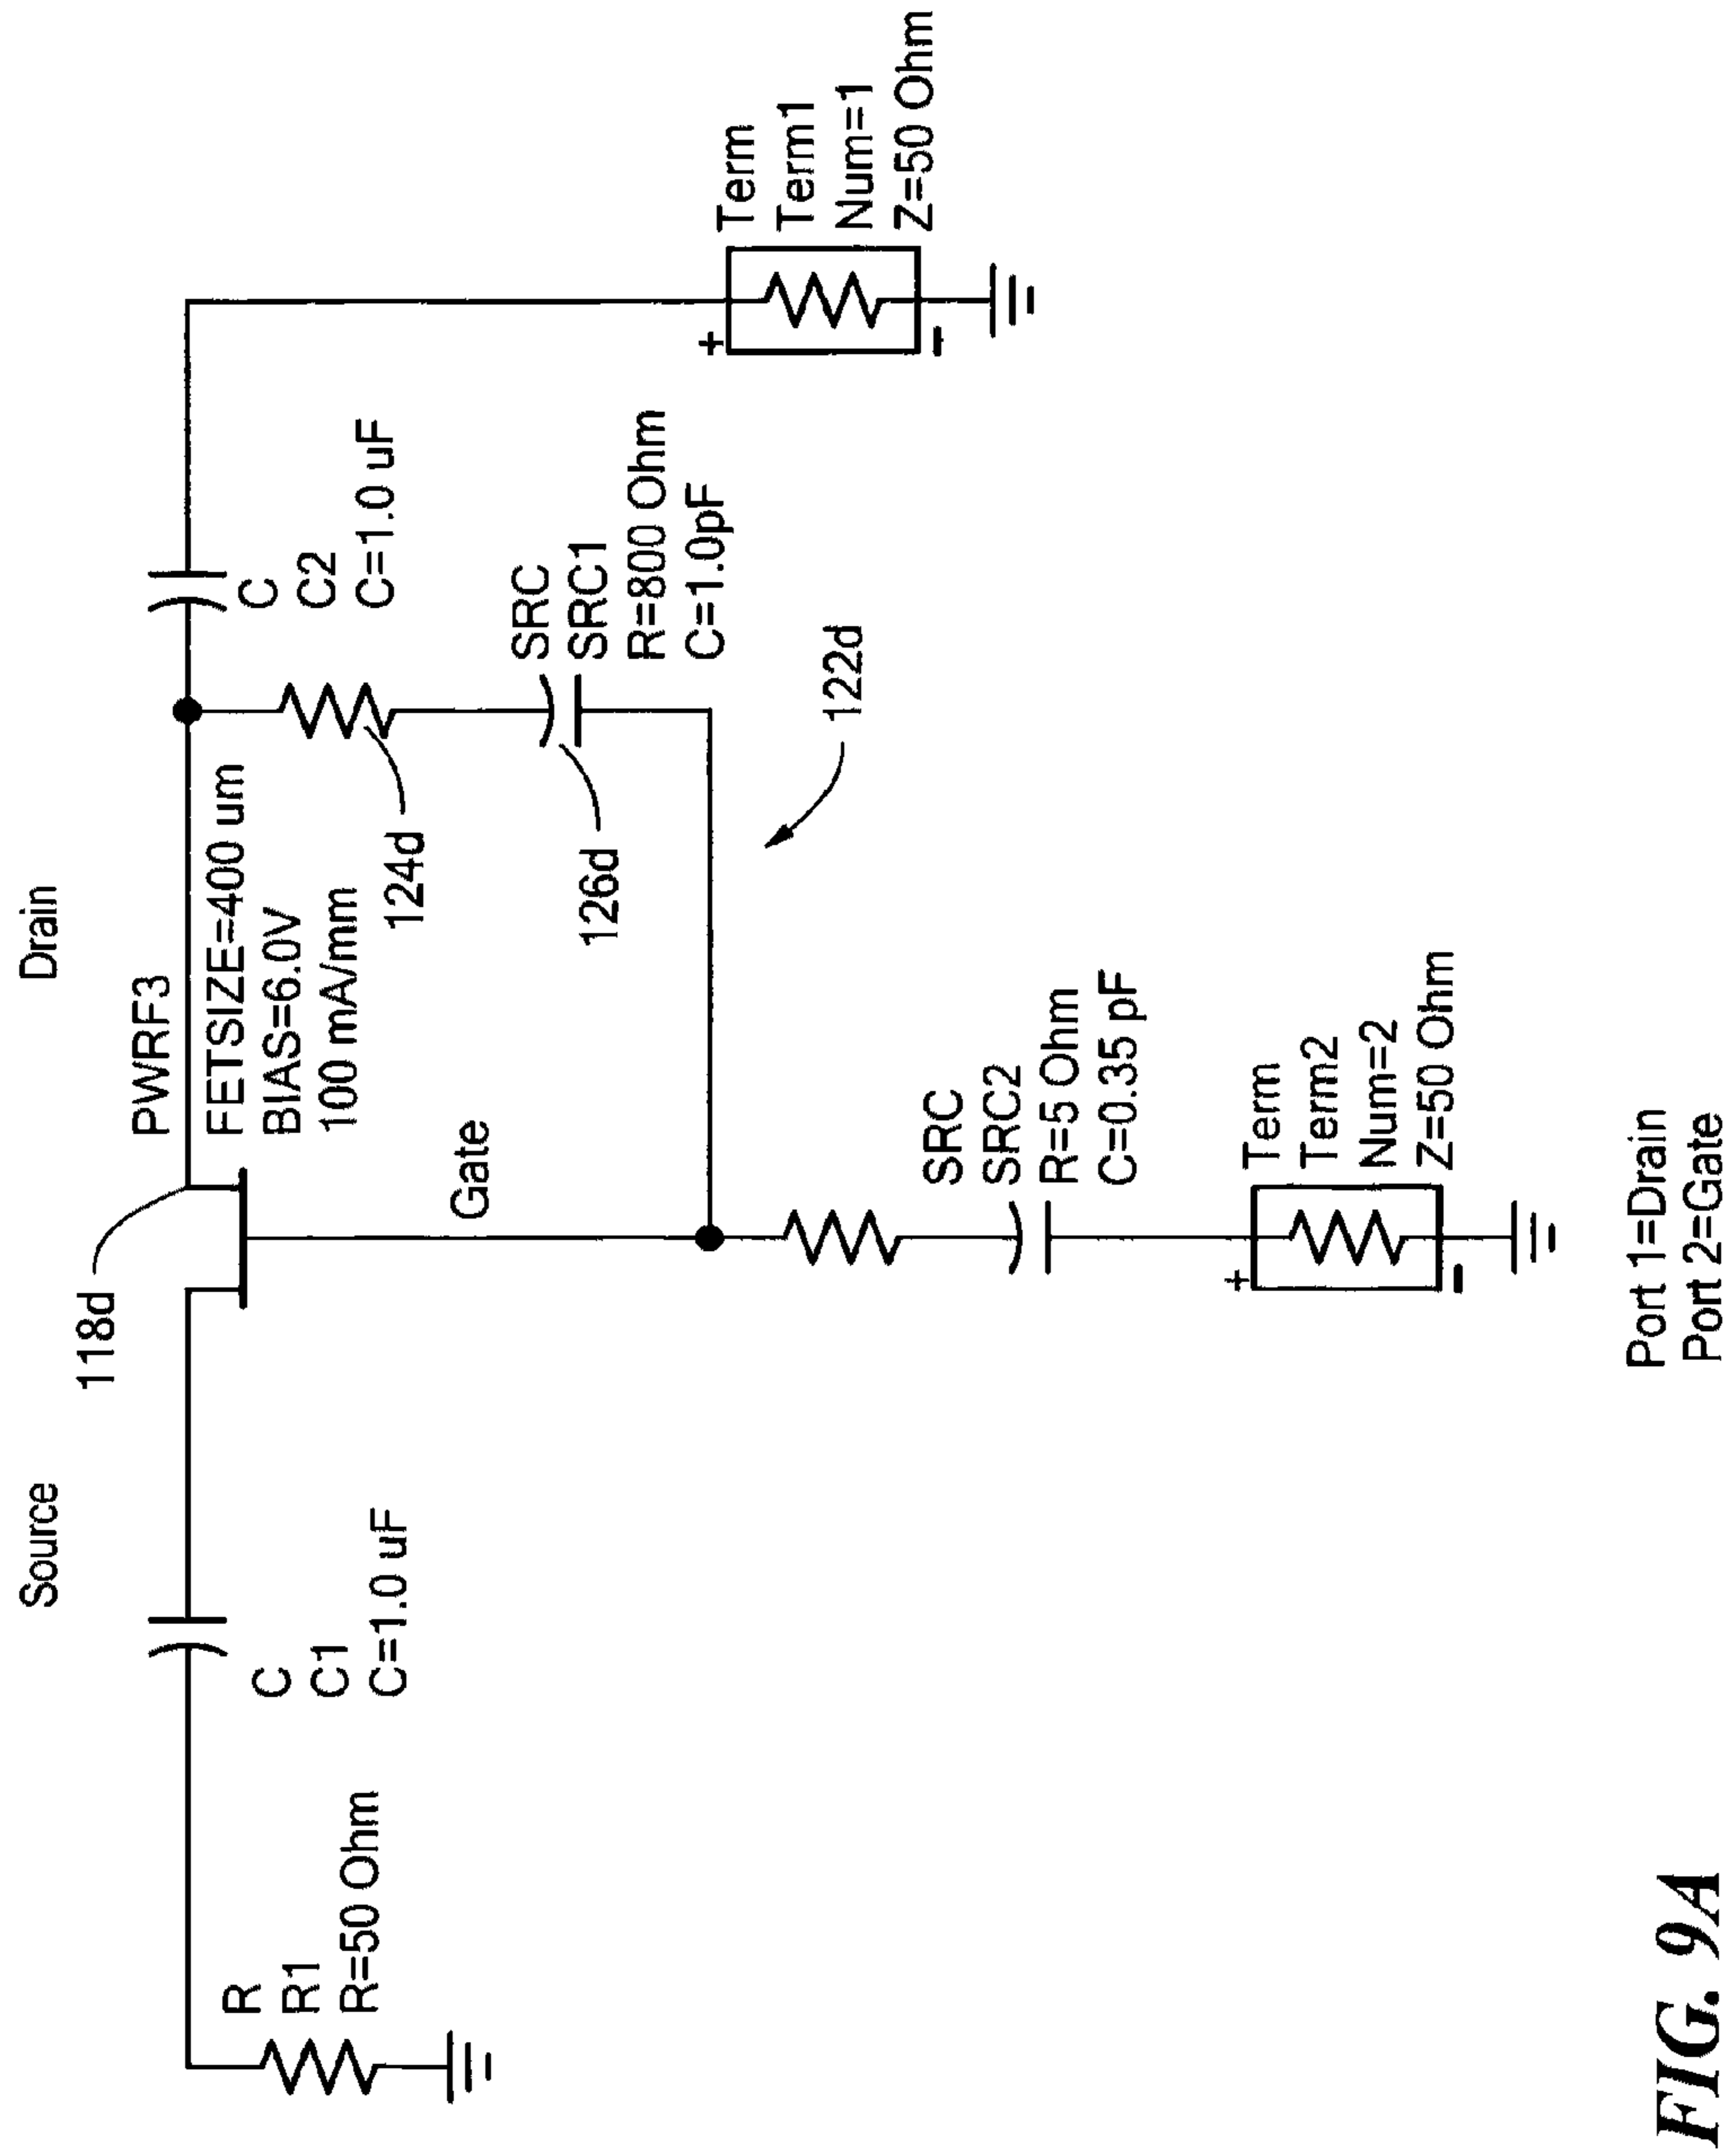 Source
Drain
118d
PWRF3
FETSIZE=400 um
BIAS=6.0V
100 mA/mm
R
R1
R=50 Ohm
C
C1
C=1.0 uF
C
C2
C=1.0 uF
124d
Gate
126d
SRC
SRC1
R=800 Ohm
C=1.0pF
122d
Term
Term1
Num=1
Z=50 Ohm
+
-
SRC
SRC2
R=5 Ohm
C=0.35 pF
Term
Term2
Num=2
Z=50 Ohm
+
-
Port 1=Drain
Port 2=Gate
FIG. 9A